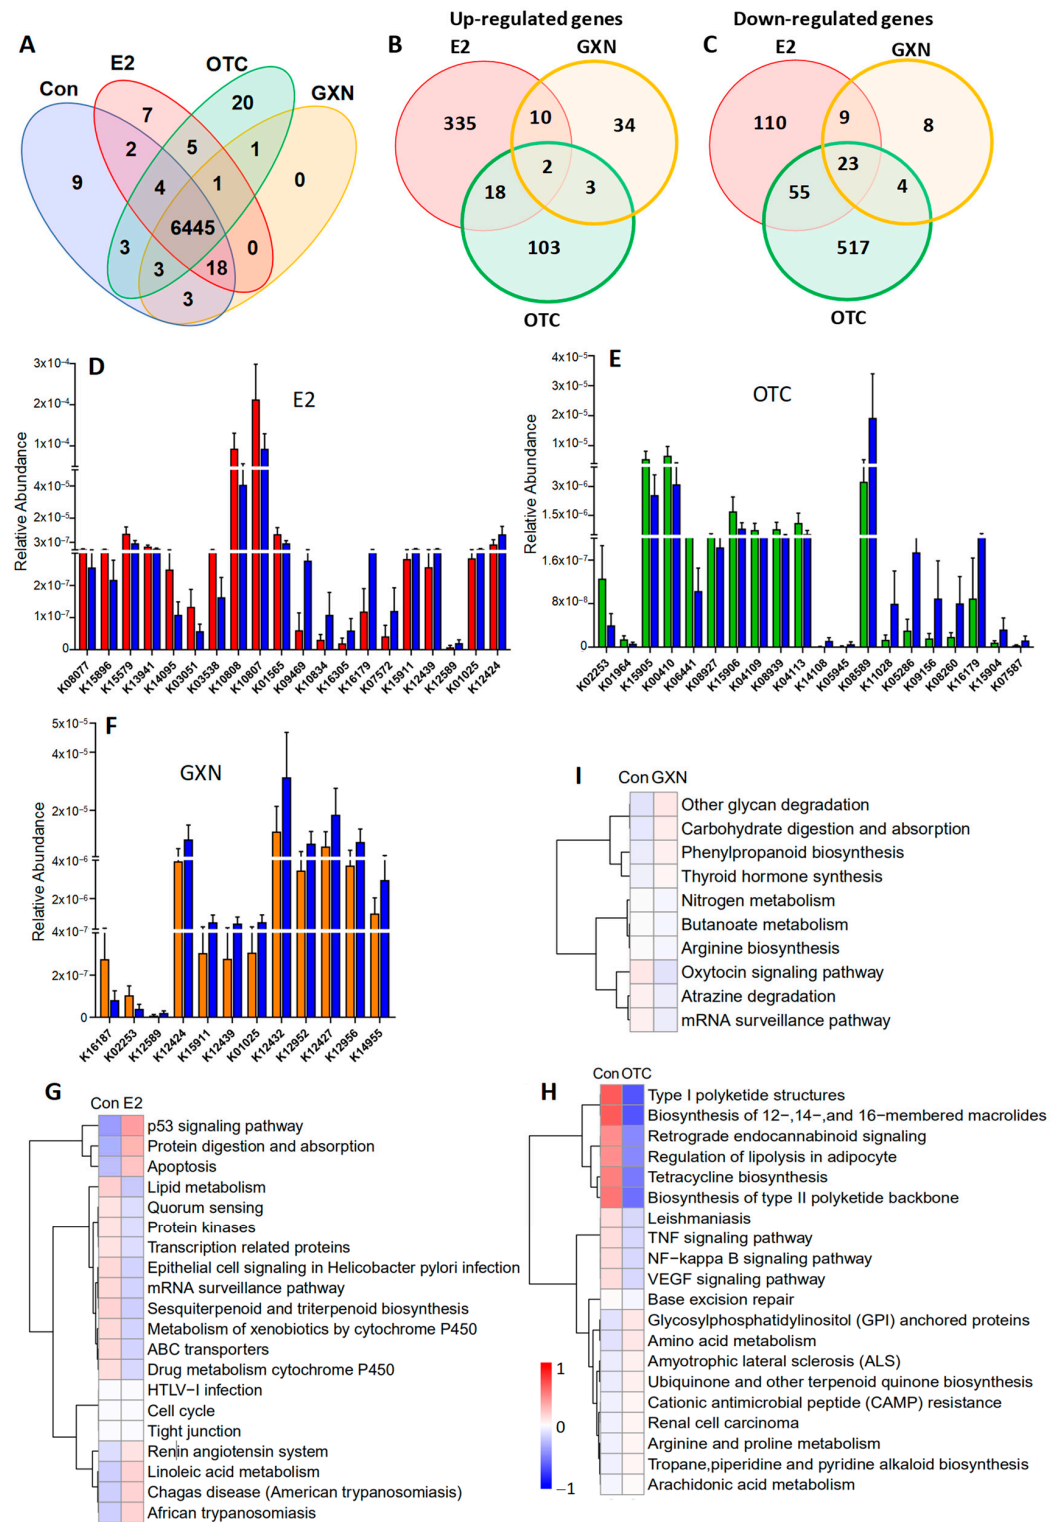 Up-regulated genes
Down-regulated genes
A
Con
E2
OTC
GXN
7
20
2
5
1
9
4
1
0
6445
3
0
3
18
3
B
E2
GXN
335
10
34
2
18
3
103
OTC
C
E2
GXN
110
9
8
23
55
4
517
OTC
D
E2
Relative Abundance
3x10⁻⁴
2x10⁻⁴
1x10⁻⁴
4x10⁻⁵
2x10⁻⁵
3x10⁻⁷
2x10⁻⁷
1x10⁻⁷
0
K08077
K15896
K15579
K13941
K14095
K03051
K03538
K10808
K10807
K01565
K09469
K10834
K16305
K16179
K07572
K15911
K12439
K12589
K01025
K12424
E
OTC
Relative Abundance
4x10⁻⁵
3x10⁻⁵
2x10⁻⁵
1x10⁻⁵
3x10⁻⁶
1.5x10⁻⁶
1.6x10⁻⁷
8x10⁻⁸
0
K02253
K01964
K15905
K00410
K06441
K08927
K15906
K04109
K08939
K04113
K14108
K05945
K08589
K11028
K05286
K09156
K08260
K16179
K15904
K07587
F
GXN
Relative Abundance
5x10⁻⁵
4x10⁻⁵
2x10⁻⁵
4x10⁻⁶
2x10⁻⁶
4x10⁻⁷
2x10⁻⁷
0
K16187
K02253
K12589
K12424
K15911
K12439
K01025
K12432
K12952
K12427
K12956
K14955
I
Con GXN
Other glycan degradation
Carbohydrate digestion and absorption
Phenylpropanoid biosynthesis
Thyroid hormone synthesis
Nitrogen metabolism
Butanoate metabolism
Arginine biosynthesis
Oxytocin signaling pathway
Atrazine degradation
mRNA surveillance pathway
G
Con E2
p53 signaling pathway
Protein digestion and absorption
Apoptosis
Lipid metabolism
Quorum sensing
Protein kinases
Transcription related proteins
Epithelial cell signaling in Helicobacter pylori infection
mRNA surveillance pathway
Sesquiterpenoid and triterpenoid biosynthesis
Metabolism of xenobiotics by cytochrome P450
ABC transporters
Drug metabolism cytochrome P450
HTLV−I infection
Cell cycle
Tight junction
Renin angiotensin system
Linoleic acid metabolism
Chagas disease (American trypanosomiasis)
African trypanosomiasis
1
0
−1
H
Con OTC
Type I polyketide structures
Biosynthesis of 12−,14−,and 16−membered macrolides
Retrograde endocannabinoid signaling
Regulation of lipolysis in adipocyte
Tetracycline biosynthesis
Biosynthesis of type II polyketide backbone
Leishmaniasis
TNF signaling pathway
NF−kappa B signaling pathway
VEGF signaling pathway
Base excision repair
Glycosylphosphatidylinositol (GPI) anchored proteins
Amino acid metabolism
Amyotrophic lateral sclerosis (ALS)
Ubiquinone and other terpenoid quinone biosynthesis
Cationic antimicrobial peptide (CAMP) resistance
Renal cell carcinoma
Arginine and proline metabolism
Tropane,piperidine and pyridine alkaloid biosynthesis
Arachidonic acid metabolism